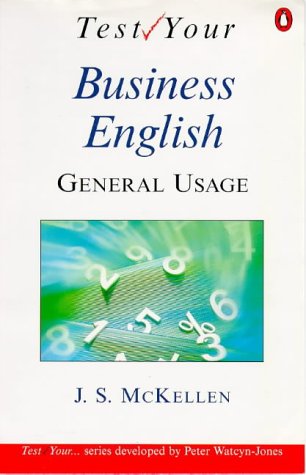 Test Your
Business
English
GENERAL USAGE
J. S. MCKELLEN
Test Your... series developed by Peter Watcyn-Jones